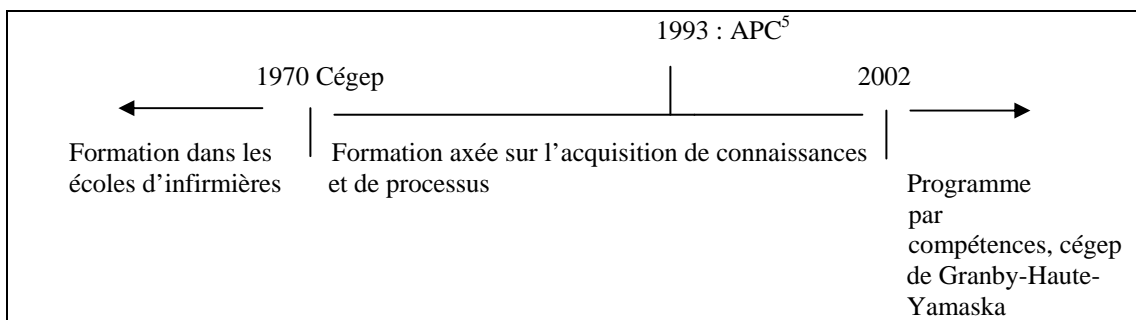 1993 : APC5
1970 Cégep
2002
Formation dans les
écoles d’infirmières
Formation axée sur l’acquisition de connaissances
et de processus
Programme
par
compétences, cégep
de Granby-Haute-
Yamaska